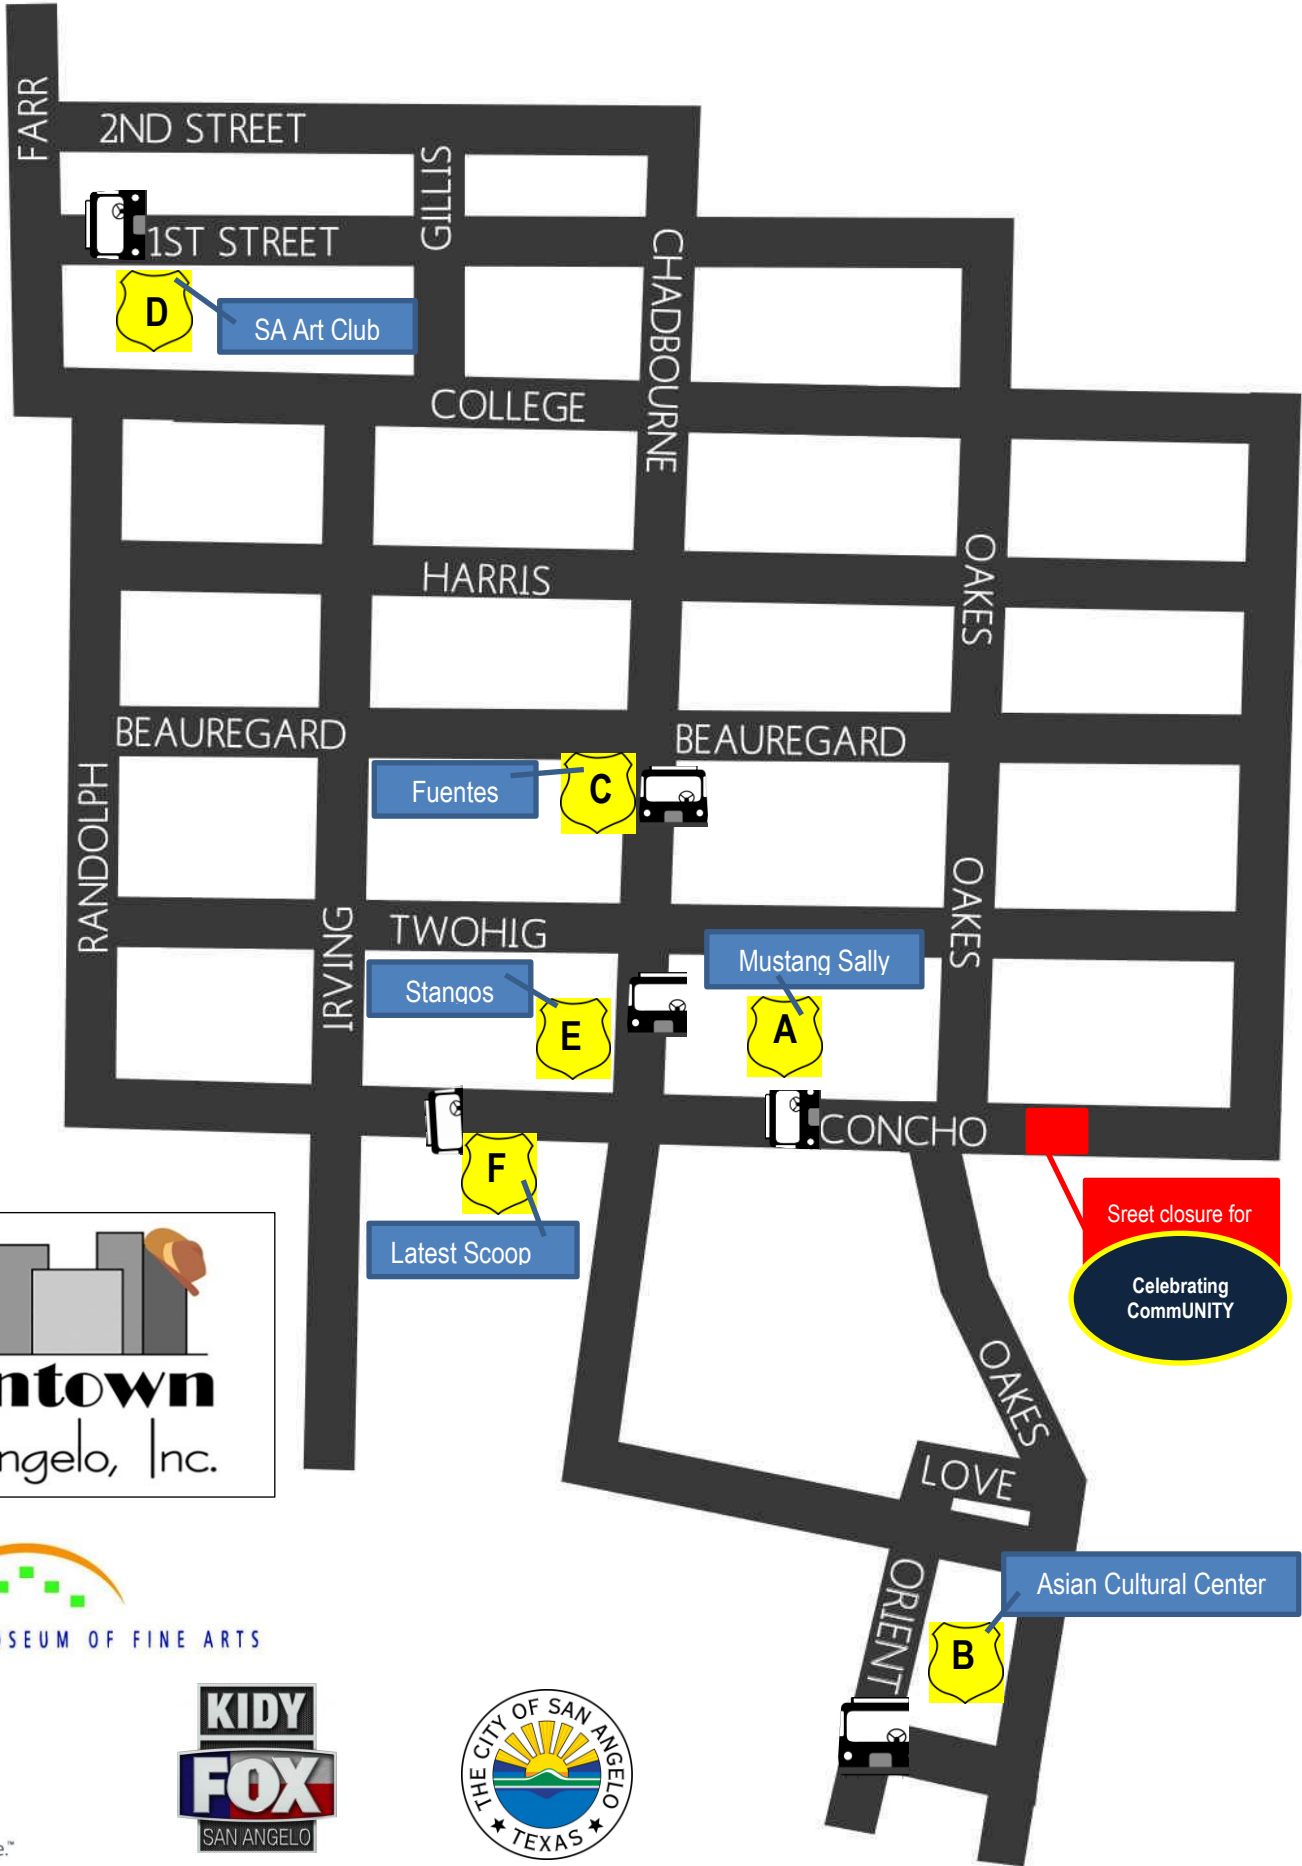 FARR
2ND STREET
GILLIS
1ST STREET
CHADBOURNE
D
SA Art Club
COLLEGE
HARRIS
OAKES
BEAUREGARD
BEAUREGARD
Fuentes
C
RANDOLPH
OAKES
IRVING
TWOHIG
Mustang Sally
Stangos
E
A
CONCHO
F
Latest Scoop
Sreet closure for
Celebrating
CommUNITY
ntown
ngelo, Inc.
OAKES
LOVE
ORIENT
Asian Cultural Center
B
SEUM OF FINE ARTS
KIDY
FOX
SAN ANGELO
THE CITY OF SAN ANGELO
★ TEXAS ★
e.™